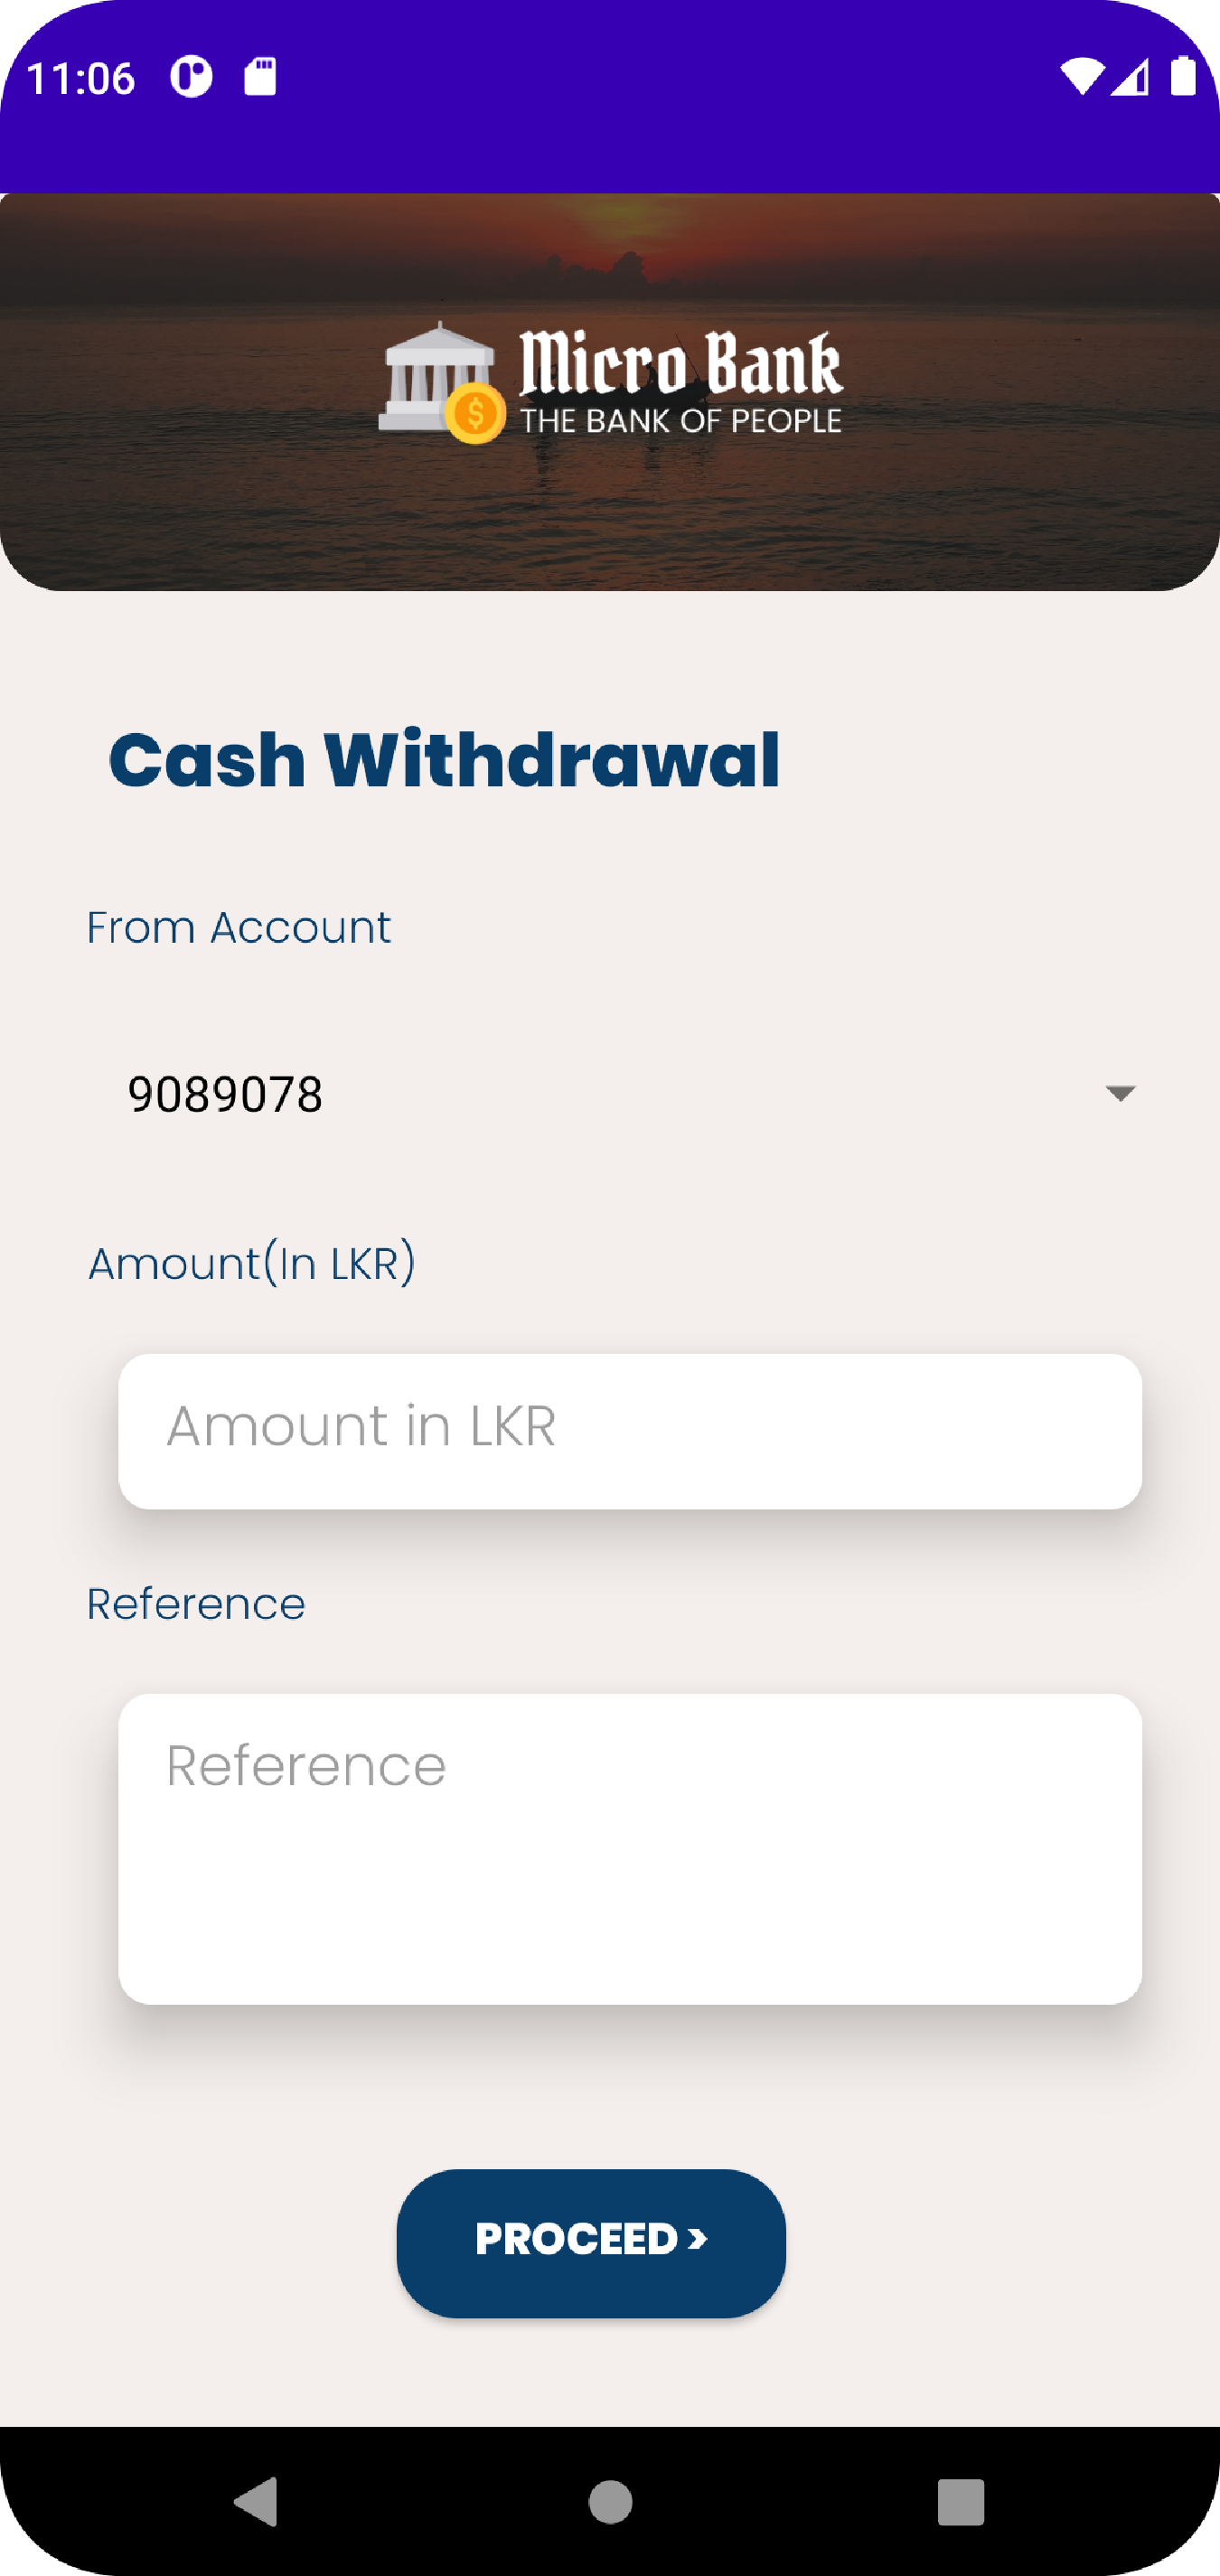 11:06
Micro Bank
THE BANK OF PEOPLE
$
Cash Withdrawal
From Account
9089078
Amount(In LKR)
Amount in LKR
Reference
Reference
PROCEED >